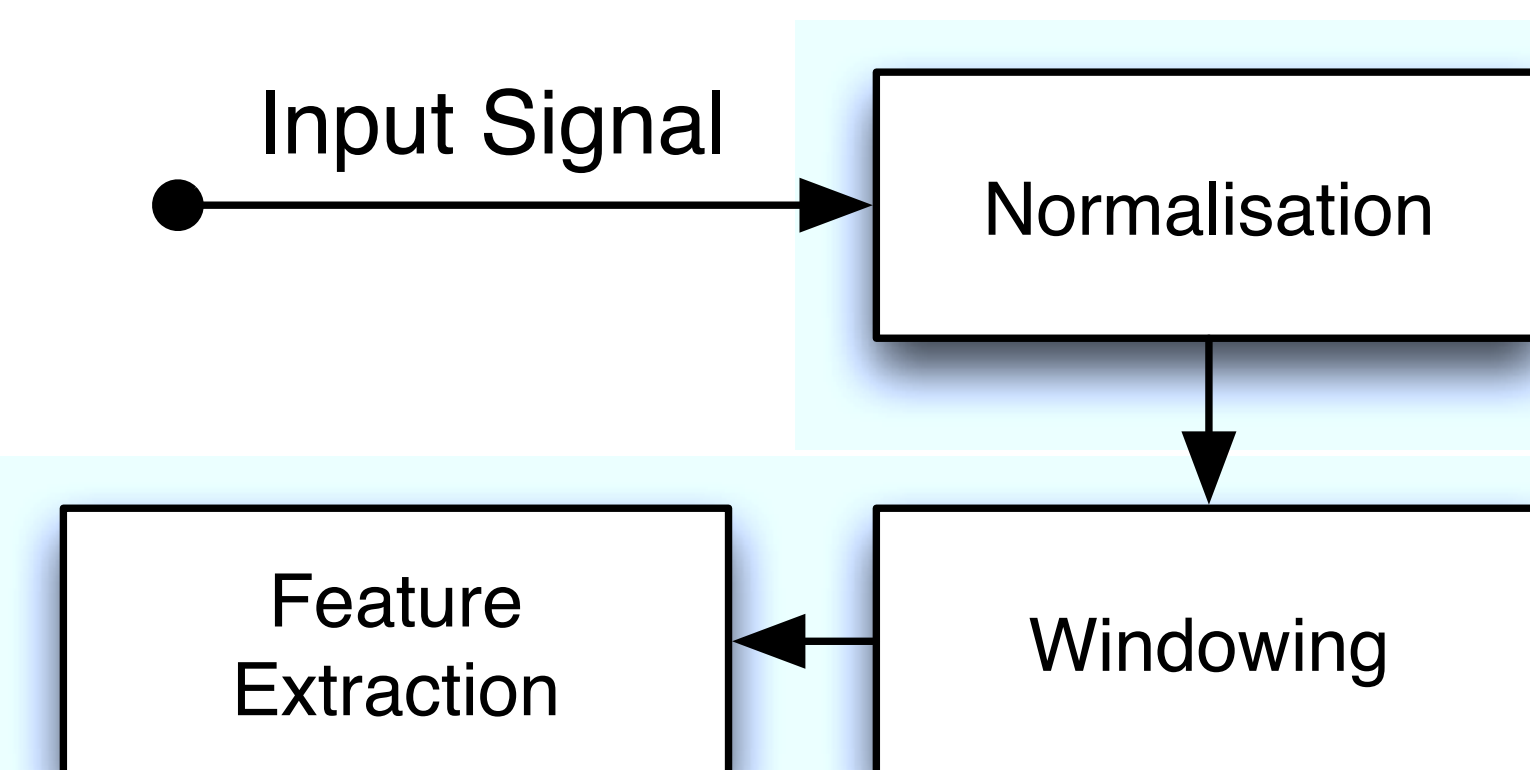 Input Signal
Normalisation
Windowing
Feature
Extraction